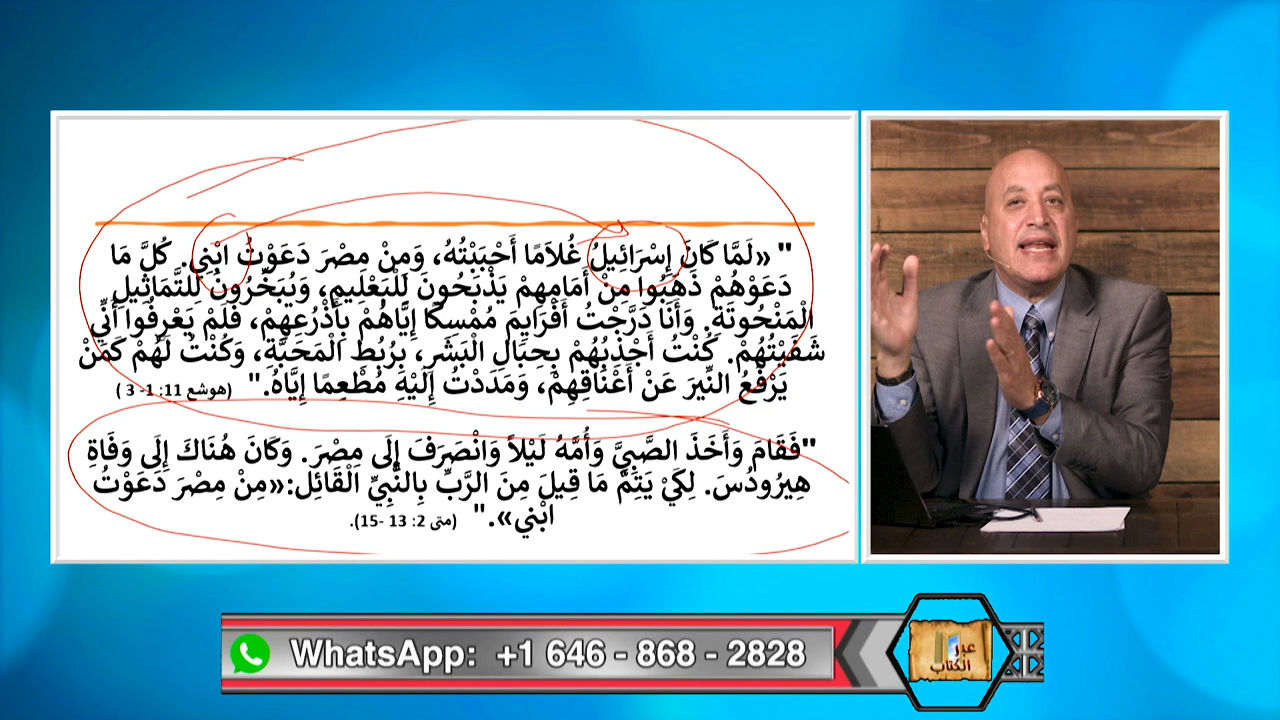 " «لَمَّا كَانَ إِسْرَائِيلُ غُلاَمًا أَحْبَبْتُهُ، وَمِنْ مِصْرَ دَعَوْتُ ابْنِي. كُلَّ مَا
دَعَوْهُمْ ذَهَبُوا مِنْ أَمَامِهِمْ يَذْبَحُونَ لِلْبَعْلِيمِ، وَيُبَخِّرُونَ لِلتَّمَاثِيلِ
الْمَنْحُوتَةِ. وَأَنَا دَرَّجْتُ أَفْرَايِمَ مُمْسِكًا إِيَّاهُمْ بِأَذْرُعِهِمْ، فَلَمْ يَعْرِفُوا أَنِّي
شَفَيْتُهُمْ. كُنْتُ أَجْذِبُهُمْ بِحِبَالِ الْبَشَرِ، بِرُبُطِ الْمَحَبَّةِ، وَكُنْتُ لَهُمْ كَمَنْ
يَرْفَعُ النِّيرَ عَنْ أَعْنَاقِهِمْ، وَمَدَدْتُ إِلَيْهِ مُطْعِمًا إِيَّاهُ." (هوشع 11: 1- 3 )
"فَقَامَ وَأَخَذَ الصَّبِيَّ وَأُمَّهُ لَيْلاً وَانْصَرَفَ إِلَى مِصْرَ. وَكَانَ هُنَاكَ إِلَى وَفَاةِ
هِيرُودُسَ. لِكَيْ يَتِمَّ مَا قِيلَ مِنَ الرَّبِّ بِالنَّبِيِّ الْقَائِل:«مِنْ مِصْرَ دَعَوْتُ
ابْني»." (متى 2: 13 -15).
WhatsApp: +1 646 - 868 - 2828
عبر
الكتاب